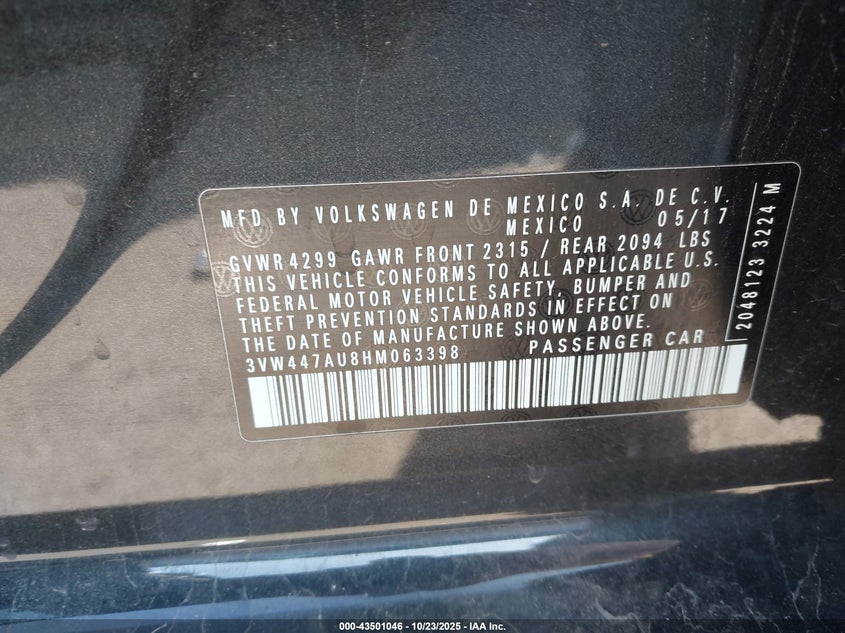 MFD BY VOLKSWAGEN DE MEXICO S.A. DE C.V.
MEXICO 05/17
GVWR 4299 GAWR FRONT 2315 / REAR 2094 LBS
THIS VEHICLE CONFORMS TO ALL APPLICABLE U.S.
FEDERAL MOTOR VEHICLE SAFETY, BUMPER AND
THEFT PREVENTION STANDARDS IN EFFECT ON
THE DATE OF MANUFACTURE SHOWN ABOVE.
3VW447AU8HM063398 PASSENGER CAR
2048123 3224 M
000-43501046 - 10/23/2025 - IAA Inc.